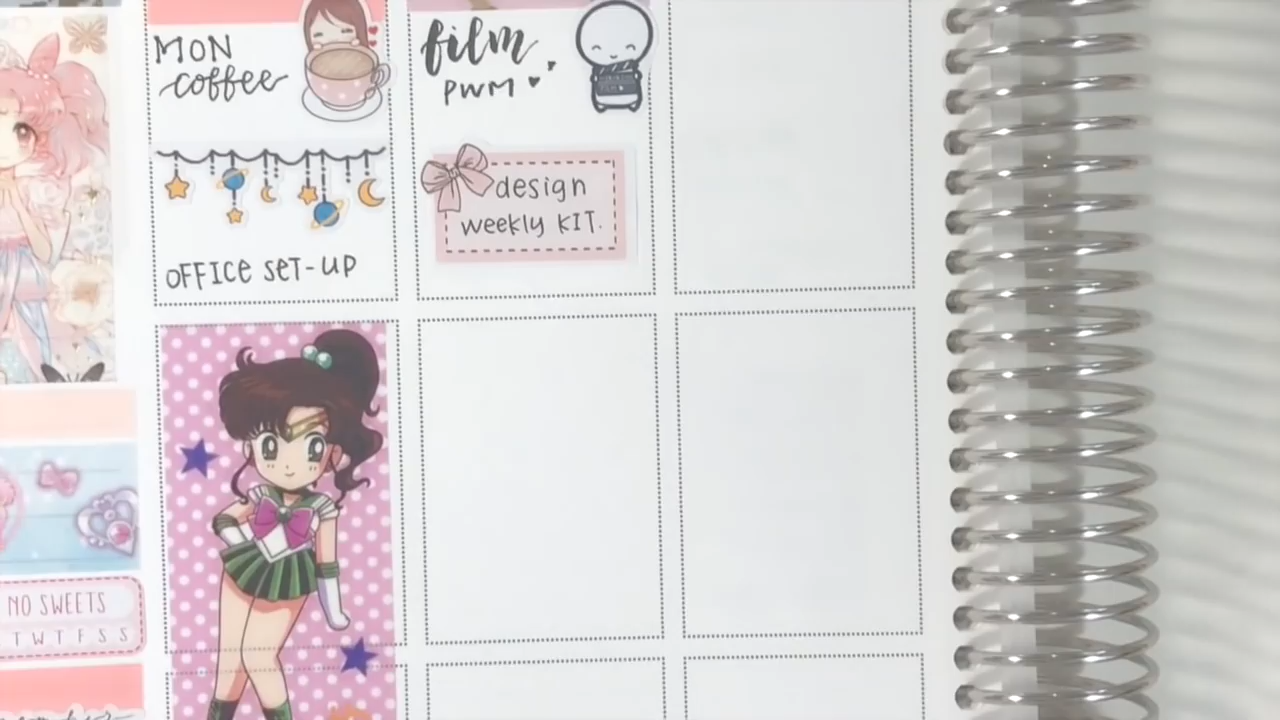 MON
coffee
film
PWM
design
weekly KIT.
OFFICE SET-UP
NO SWEETS
T W T F S S